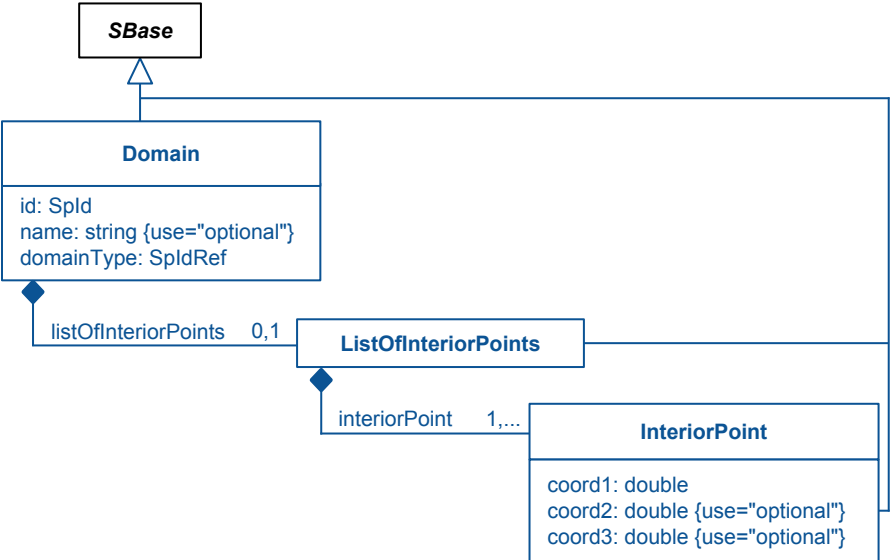 SBase
Domain
id: SpId
name: string {use="optional"}
domainType: SpIdRef
listOfInteriorPoints 0,1
ListOfInteriorPoints
interiorPoint 1,...
InteriorPoint
coord1: double
coord2: double {use="optional"}
coord3: double {use="optional"}